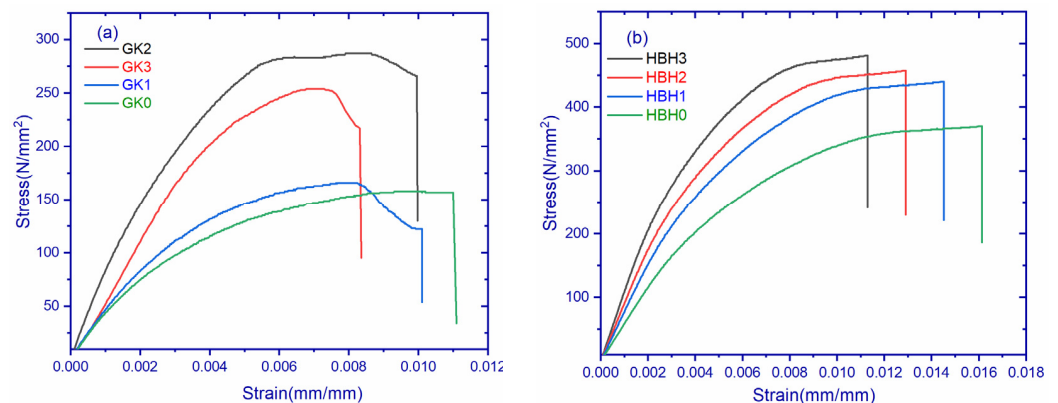 (a)
GK2
GK3
GK1
GK0
300
250
200
150
100
50
Stress(N/mm²)
0.000 0.002 0.004 0.006 0.008 0.010 0.012
Strain(mm/mm)
(b)
HBH3
HBH2
HBH1
HBH0
500
400
300
200
100
Stress(N/mm²)
0.000 0.002 0.004 0.006 0.008 0.010 0.012 0.014 0.016 0.018
Strain(mm/mm)